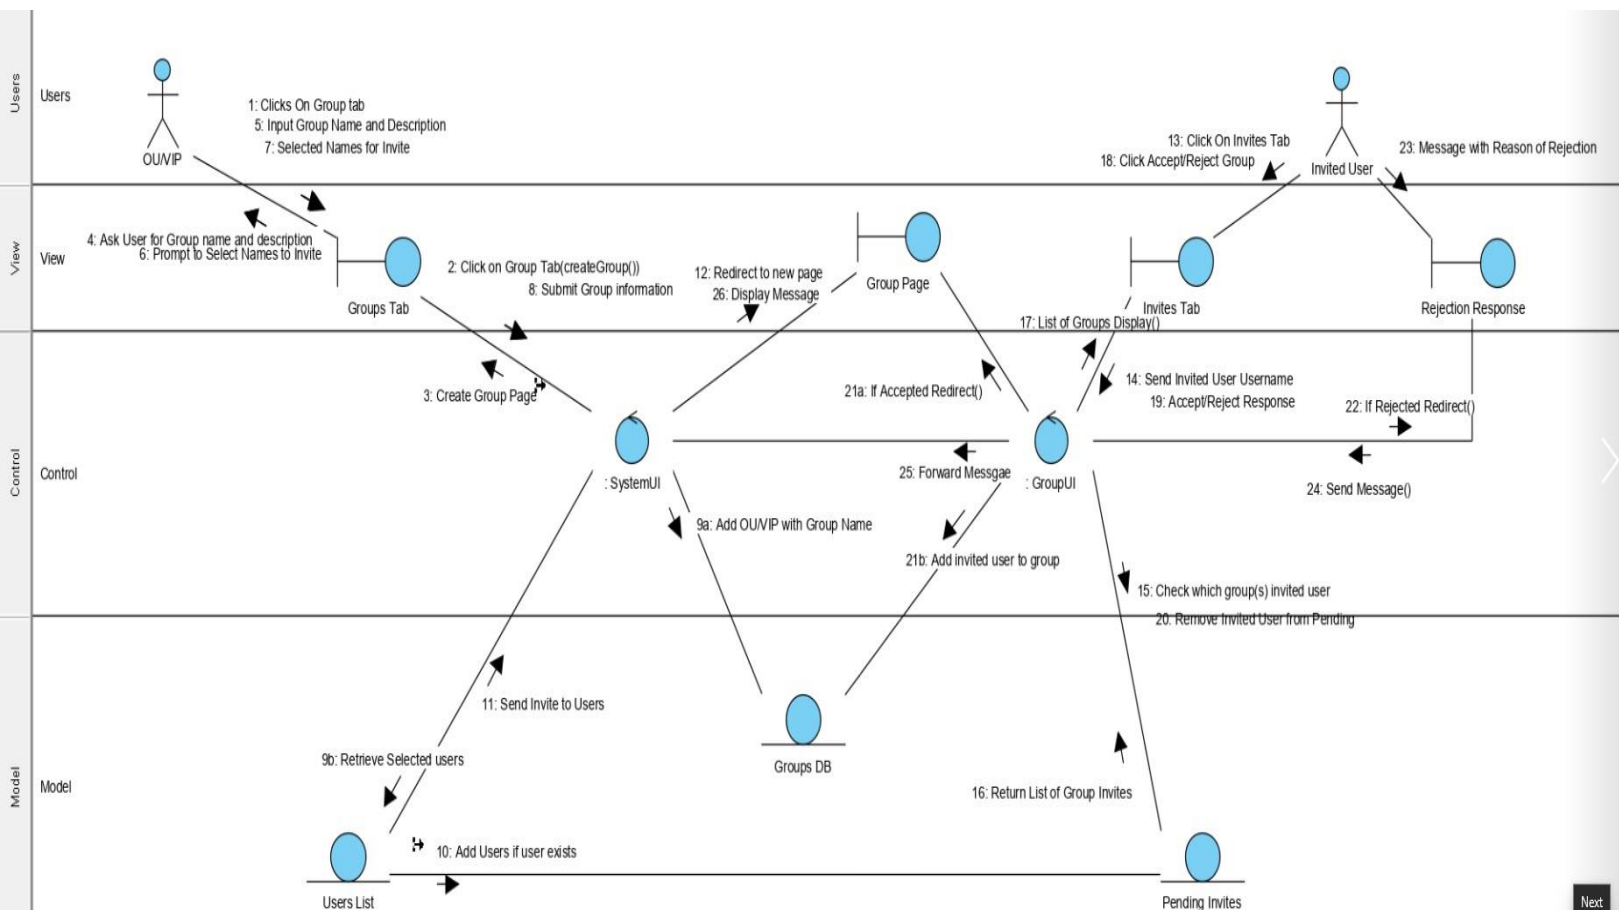 Users
Users
1: Clicks On Group tab
5: Input Group Name and Description
7: Selected Names for Invite
OU/VIP
13: Click On Invites Tab
18: Click Accept/Reject Group
Invited User
23: Message with Reason of Rejection
View
View
4: Ask User for Group name and description
6: Prompt to Select Names to Invite
Groups Tab
2: Click on Group Tab(createGroup())
8: Submit Group information
12: Redirect to new page
26: Display Message
Group Page
Invites Tab
Rejection Response
17: List of Groups Display()
Control
Control
3: Create Group Page
21a: If Accepted Redirect()
14: Send Invited User Username
19: Accept/Reject Response
22: If Rejected Redirect()
: SystemUI
25: Forward Messgae
: GroupUI
24: Send Message()
9a: Add OU/VIP with Group Name
21b: Add invited user to group
15: Check which group(s) invited user
20: Remove Invited User from Pending
Model
Model
11: Send Invite to Users
9b: Retrieve Selected users
Groups DB
16: Return List of Group Invites
10: Add Users if user exists
Users List
Pending Invites
Next